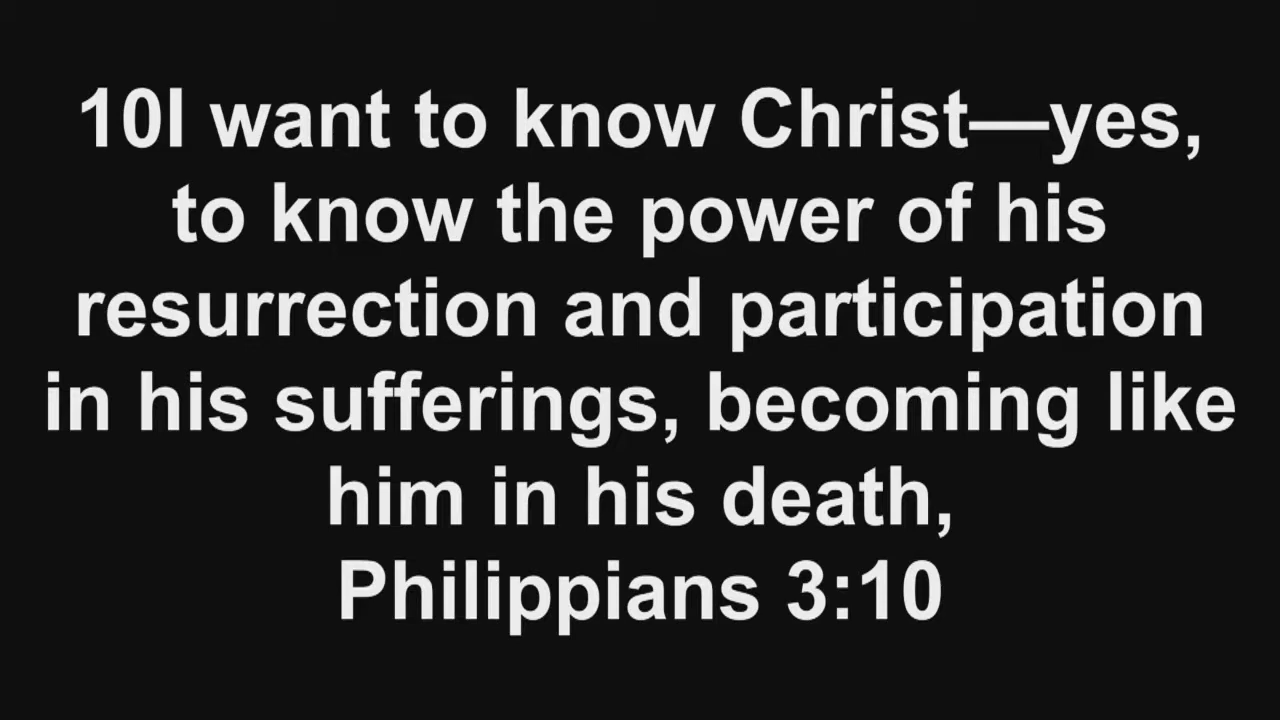 10I want to know Christ—yes,
to know the power of his
resurrection and participation
in his sufferings, becoming like
him in his death,
Philippians 3:10